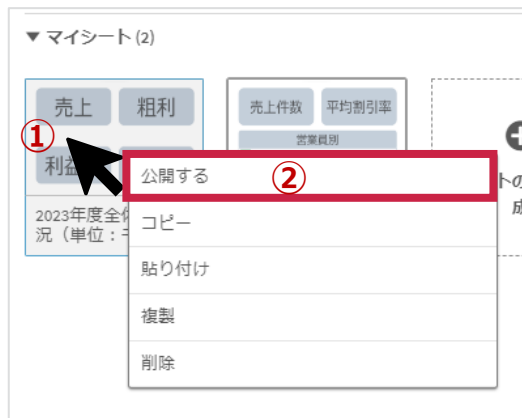 ▼ マイシート (2)
売上 粗利
売上件数 平均割引率
営業員別
①
利益
公開する ②
2023年度全体
況（単位：千
コピー
貼り付け
複製
削除
トの
成